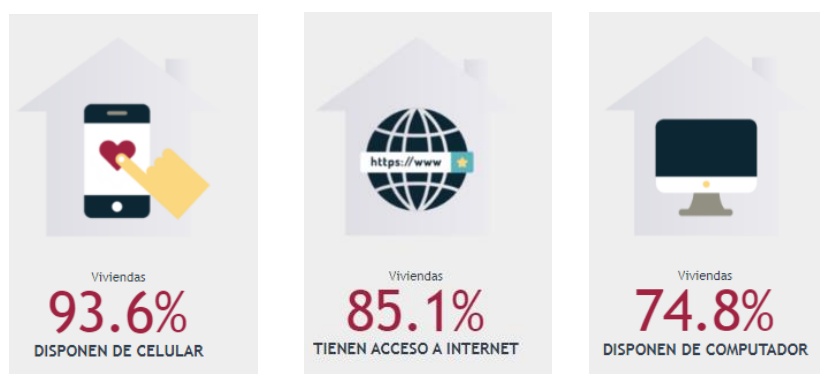 https://www
Viviendas
93.6%
DISPONEN DE CELULAR
Viviendas
85.1%
TIENEN ACCESO A INTERNET
Viviendas
74.8%
DISPONEN DE COMPUTADOR